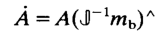 Ȧ = A(𝕁⁻¹m_b)^